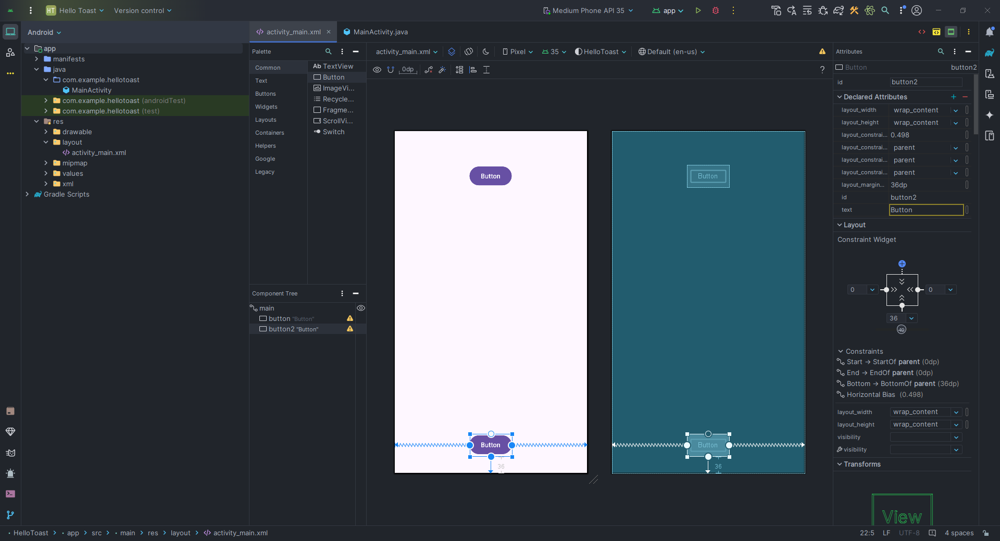 HT Hello Toast Version control Medium Phone API 35 app
Android
app
manifests
java
com.example.hellotoast
MainActivity
com.example.hellotoast (androidTest)
com.example.hellotoast (test)
res
drawable
layout
activity_main.xml
mipmap
values
xml
Gradle Scripts
activity_main.xml MainActivity.java
Palette
Common
Text
Buttons
Widgets
Layouts
Containers
Helpers
Google
Legacy
Ab TextView
Button
ImageVi...
Recycle...
Fragme...
ScrollVi...
Switch
Component Tree
main
button "Button"
button2 "Button"
activity_main.xml Pixel 35 HelloToast Default (en-us)
0dp ?
Button
Button
Button
36
Button
36
Attributes
Button button2
id button2
Declared Attributes
layout_width wrap_content
layout_height wrap_content
layout_constrai... 0.498
layout_constrai... parent
layout_constrai... parent
layout_constrai... parent
layout_margin... 36dp
id button2
text Button
Layout
Constraint Widget
0 0
36
49
Constraints
Start → StartOf parent (0dp)
End → EndOf parent (0dp)
Bottom → BottomOf parent (36dp)
Horizontal Bias (0.498)
layout_width wrap_content
layout_height wrap_content
visibility
visibility
Transforms
View
HelloToast > app > src > main > res > layout > activity_main.xml
22:5 LF UTF-8 4 spaces